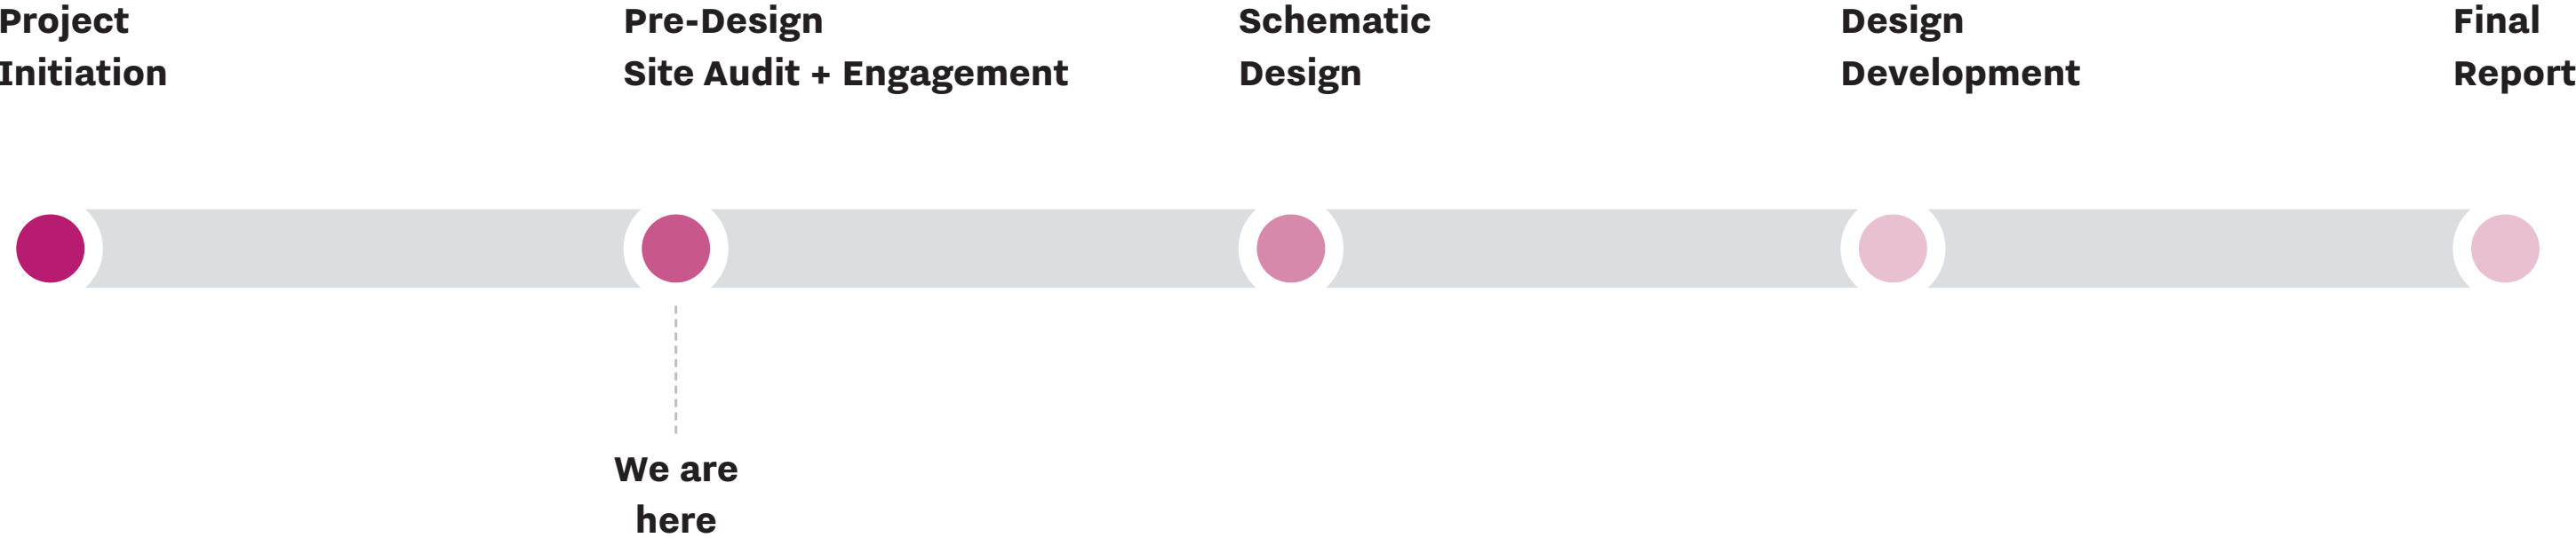 Project
Initiation
Pre-Design
Site Audit + Engagement
Schematic
Design
Design
Development
Final
Report
We are
here